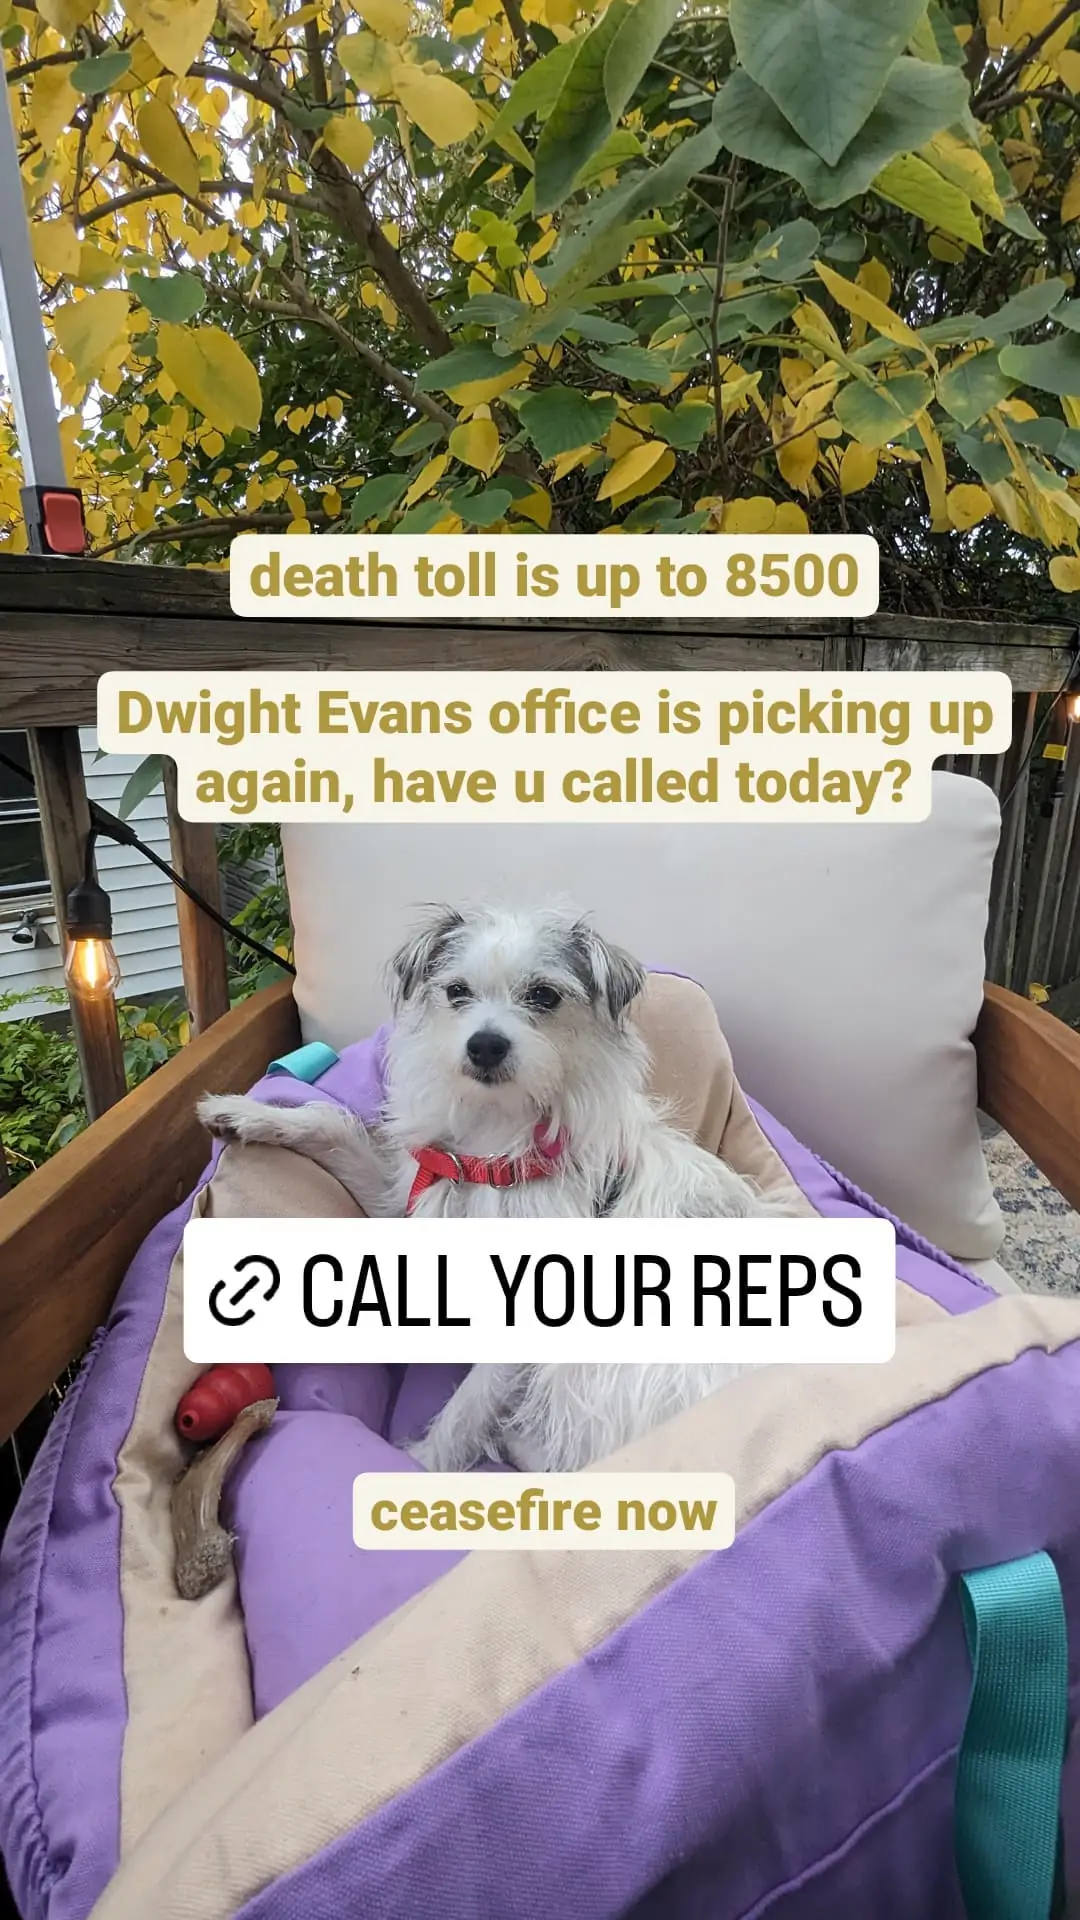 death toll is up to 8500
Dwight Evans office is picking up
again, have u called today?
CALL YOUR REPS
ceasefire now